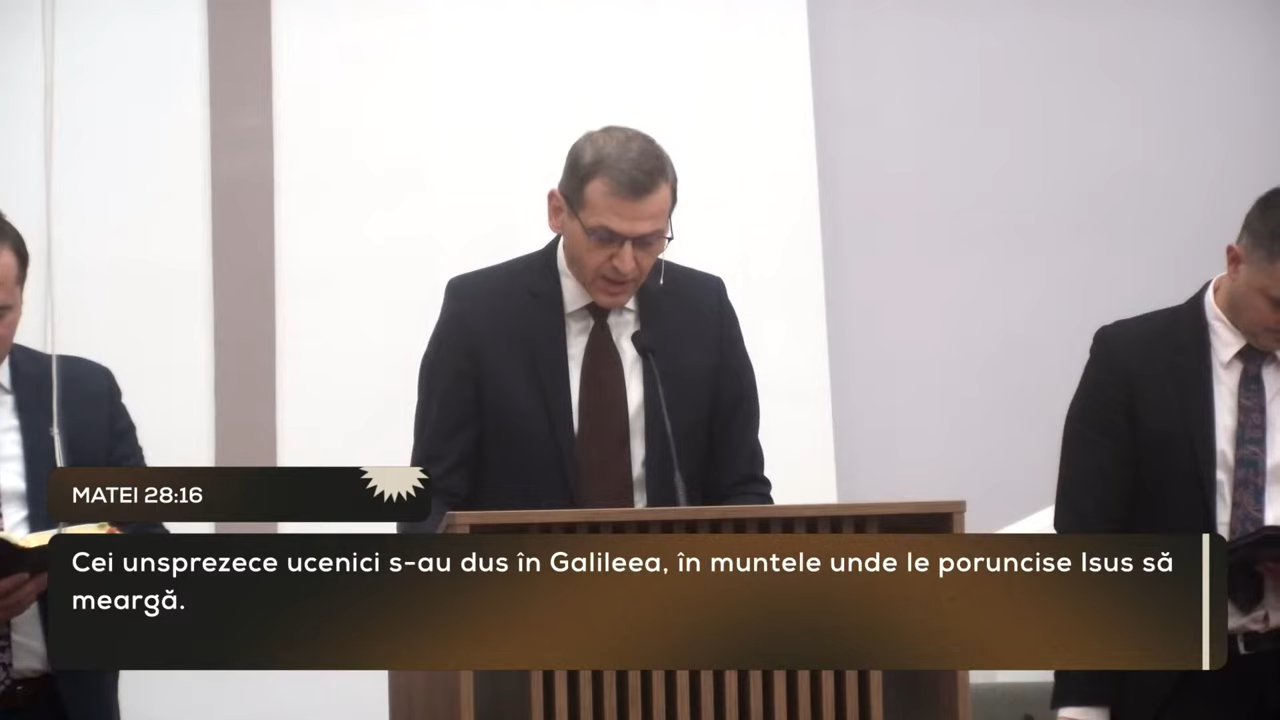 MATEI 28:16
Cei unsprezece ucenici s-au dus în Galileea, în muntele unde le poruncise Isus să
meargă.